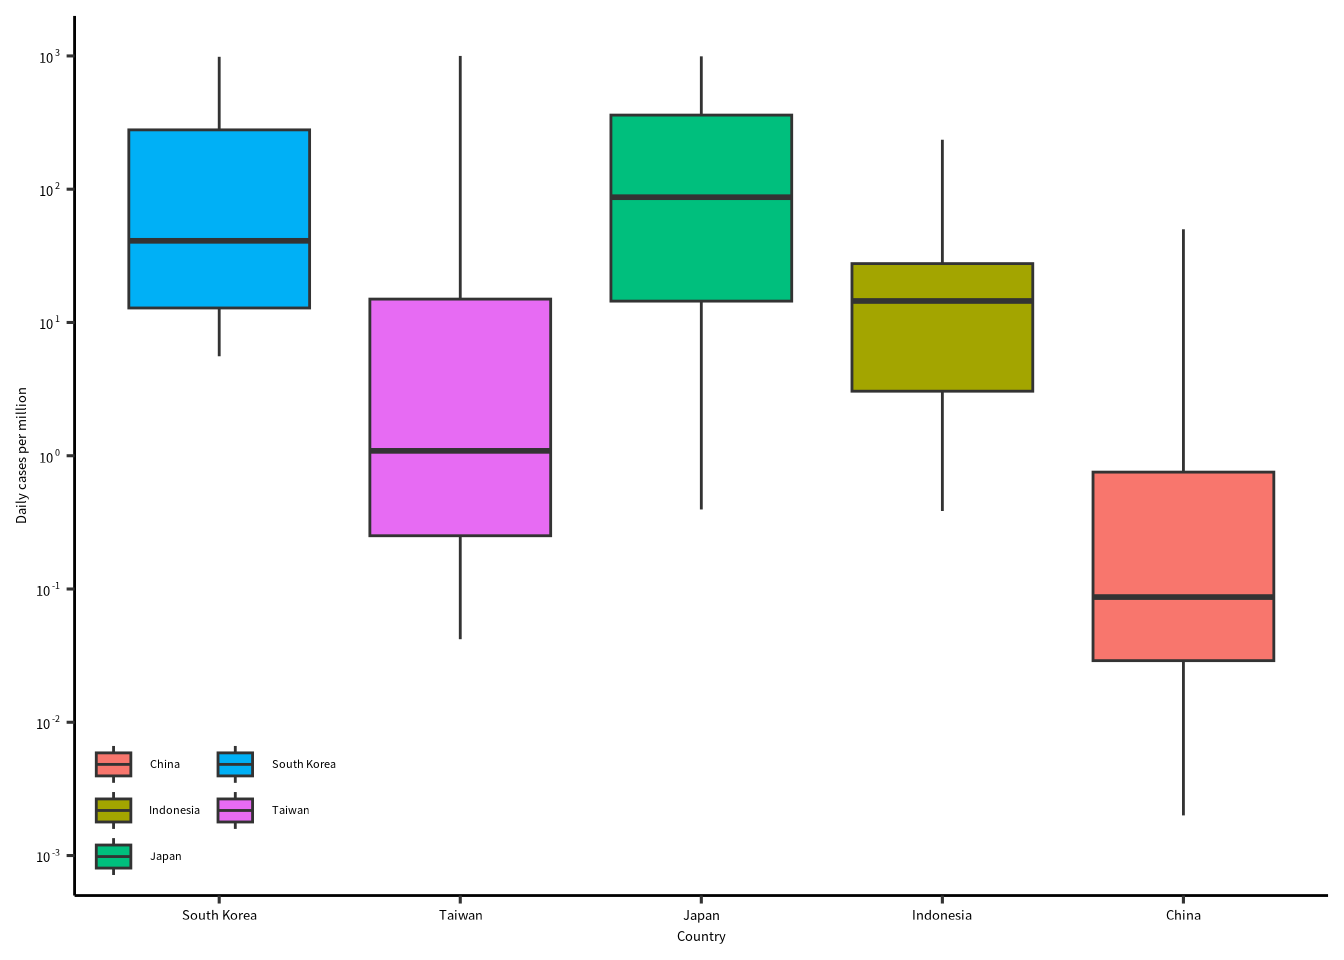 10³
10²
10¹
10⁰
10⁻¹
10⁻²
10⁻³
Daily cases per million
China
South Korea
Indonesia
Taiwan
Japan
South Korea
Taiwan
Japan
Indonesia
China
Country